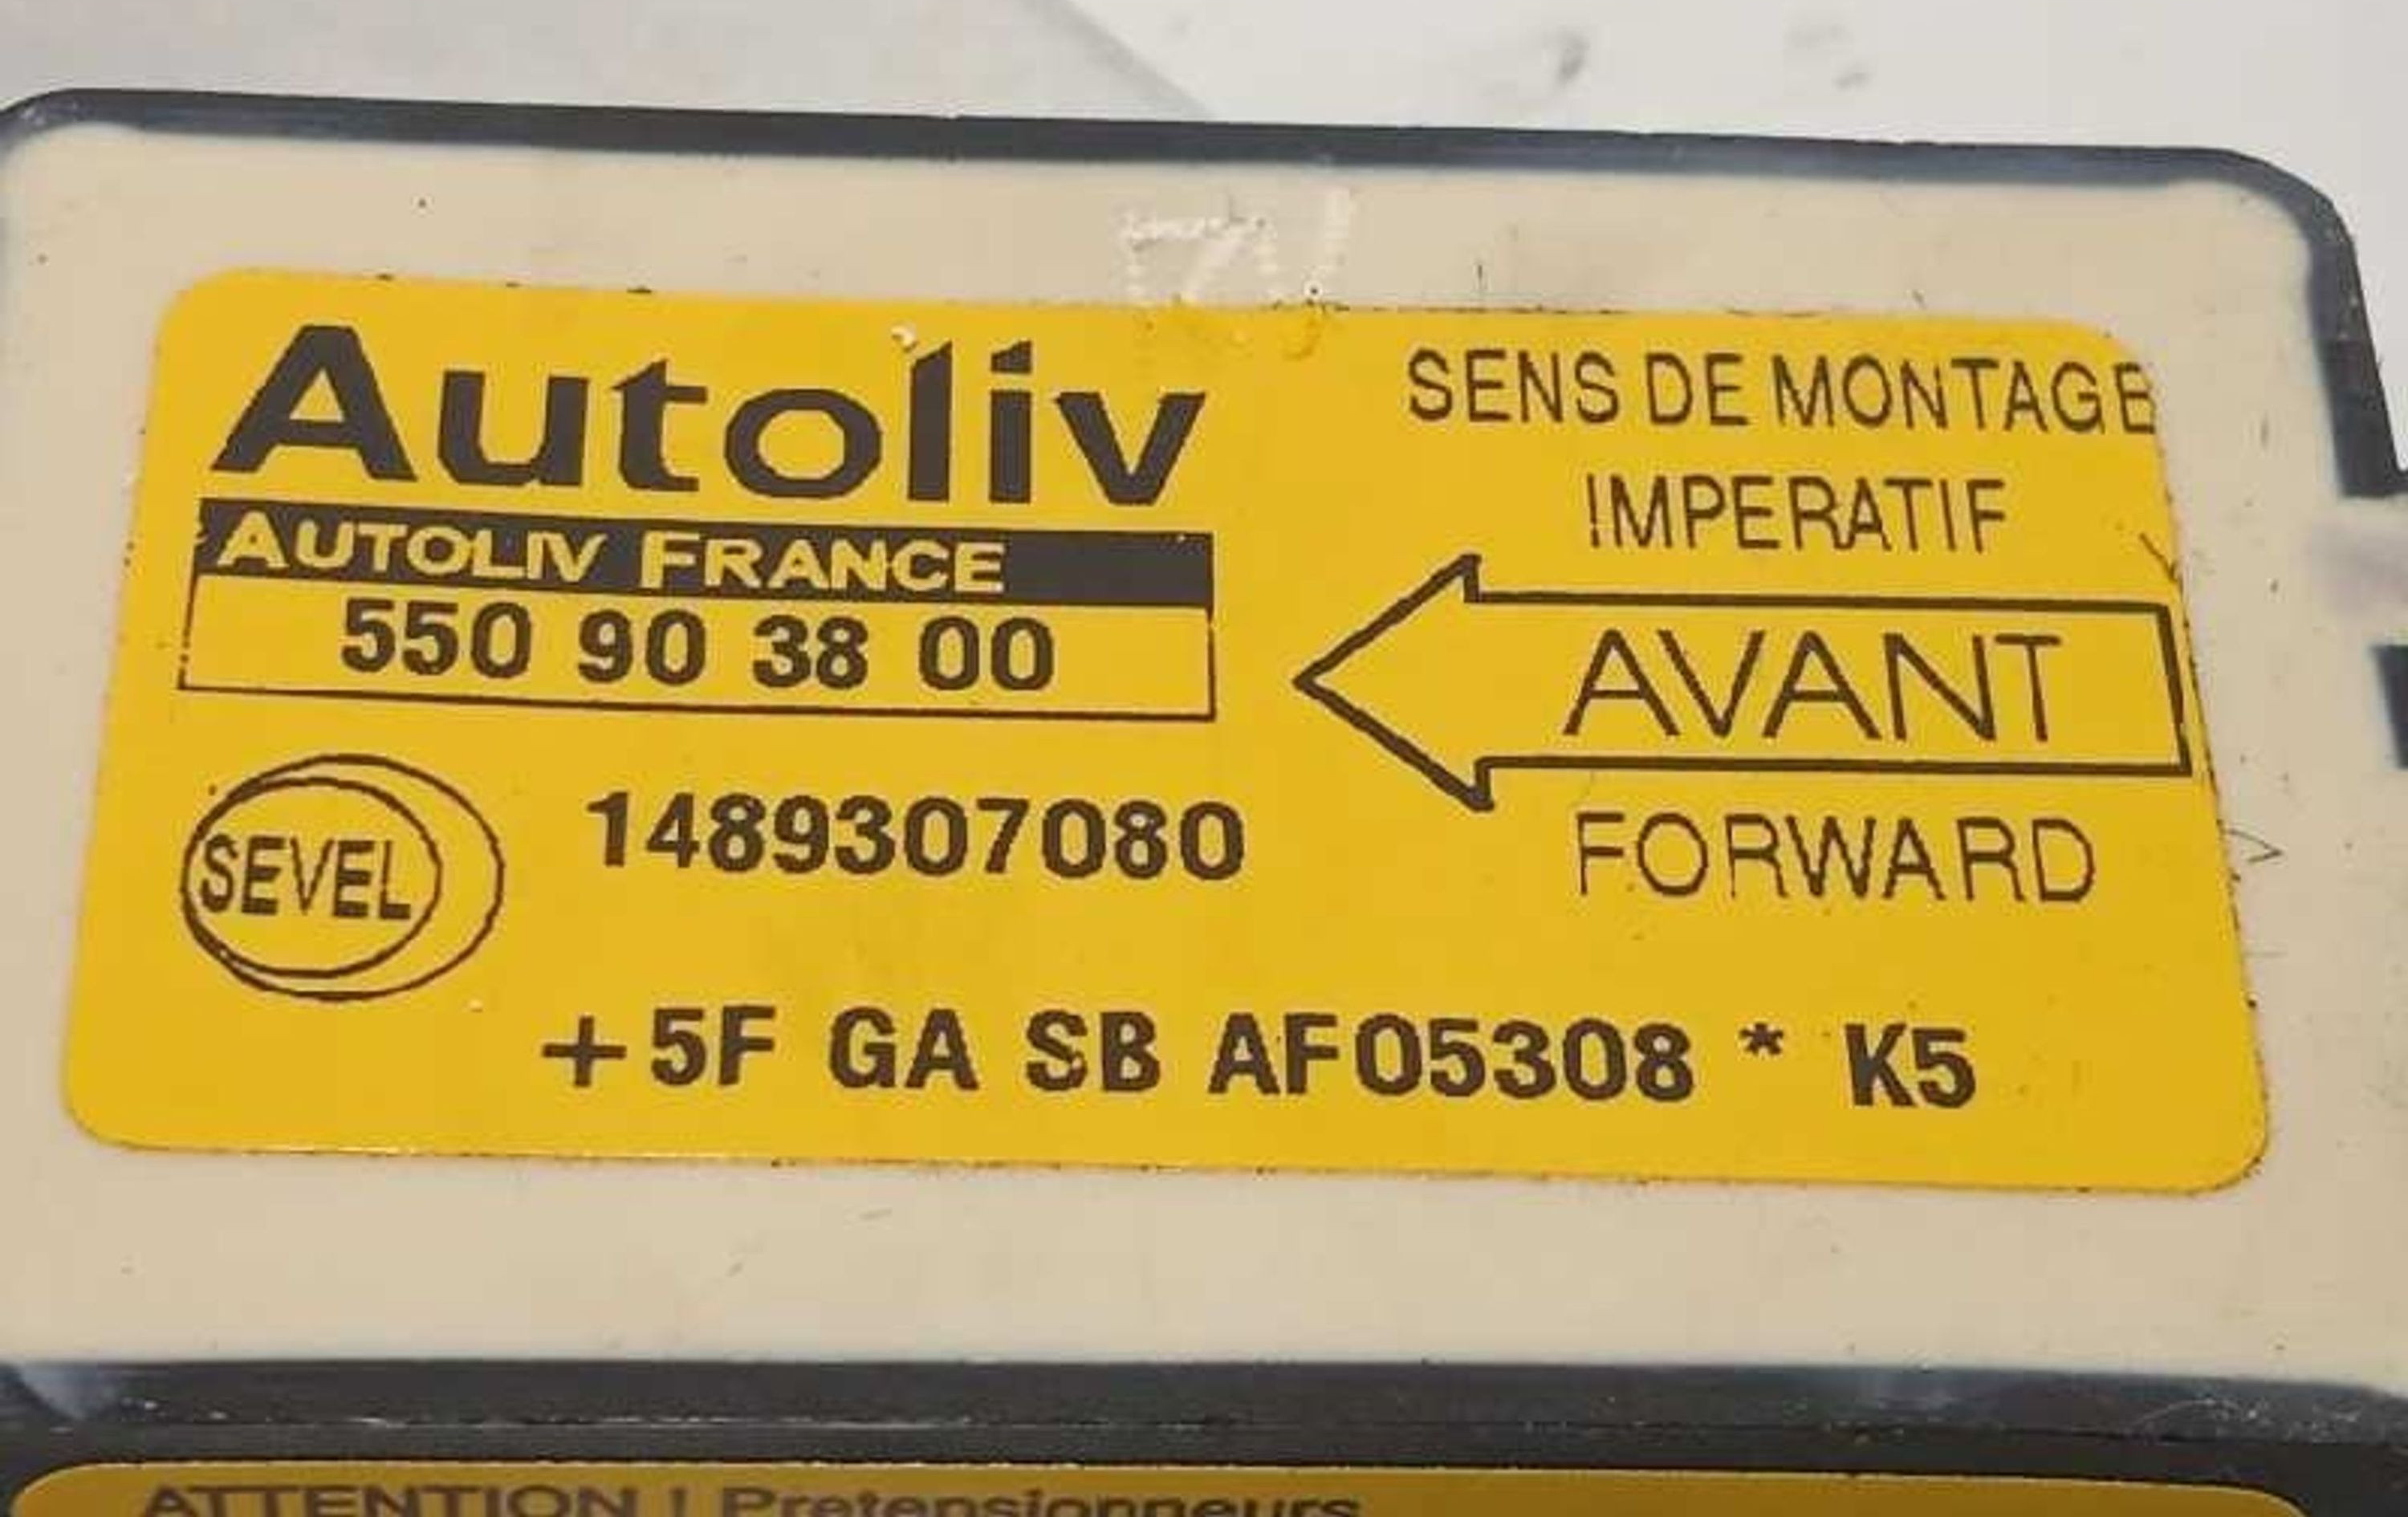 Autoliv
AUTOLIV FRANCE
550 90 38 00
SEVEL
1489307080
SENS DE MONTAGE
IMPERATIF
AVANT
FORWARD
+5F GA SB AF05308 * K5
ATTENTION ! Pretensionneurs